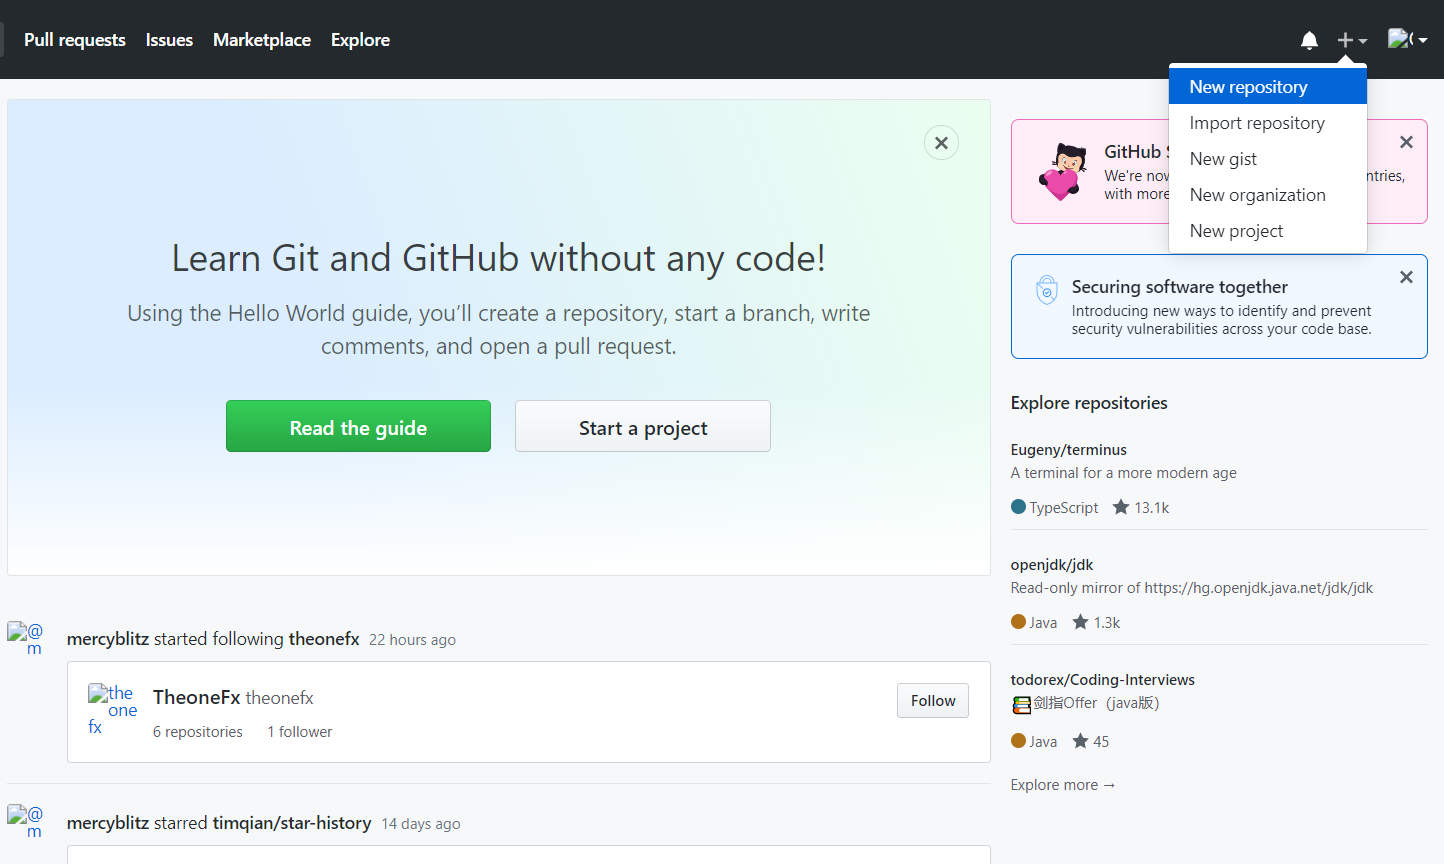 Pull requests Issues Marketplace Explore
New repository
Import repository
New gist
New organization
New project
Learn Git and GitHub without any code!
Using the Hello World guide, you’ll create a repository, start a branch, write
comments, and open a pull request.
Read the guide Start a project
GitHub
We're now ntries,
with more
Securing software together
Introducing new ways to identify and prevent
security vulnerabilities across your code base.
Explore repositories
Eugeny/terminus
A terminal for a more modern age
TypeScript 13.1k
openjdk/jdk
Read-only mirror of https://hg.openjdk.java.net/jdk/jdk
Java 1.3k
todorex/Coding-Interviews
剑指Offer（java版）
Java 45
Explore more →
@
m
mercyblitz started following theonefx 22 hours ago
the
one
fx
TheoneFx theonefx
6 repositories 1 follower
Follow
@
m
mercyblitz starred timqian/star-history 14 days ago